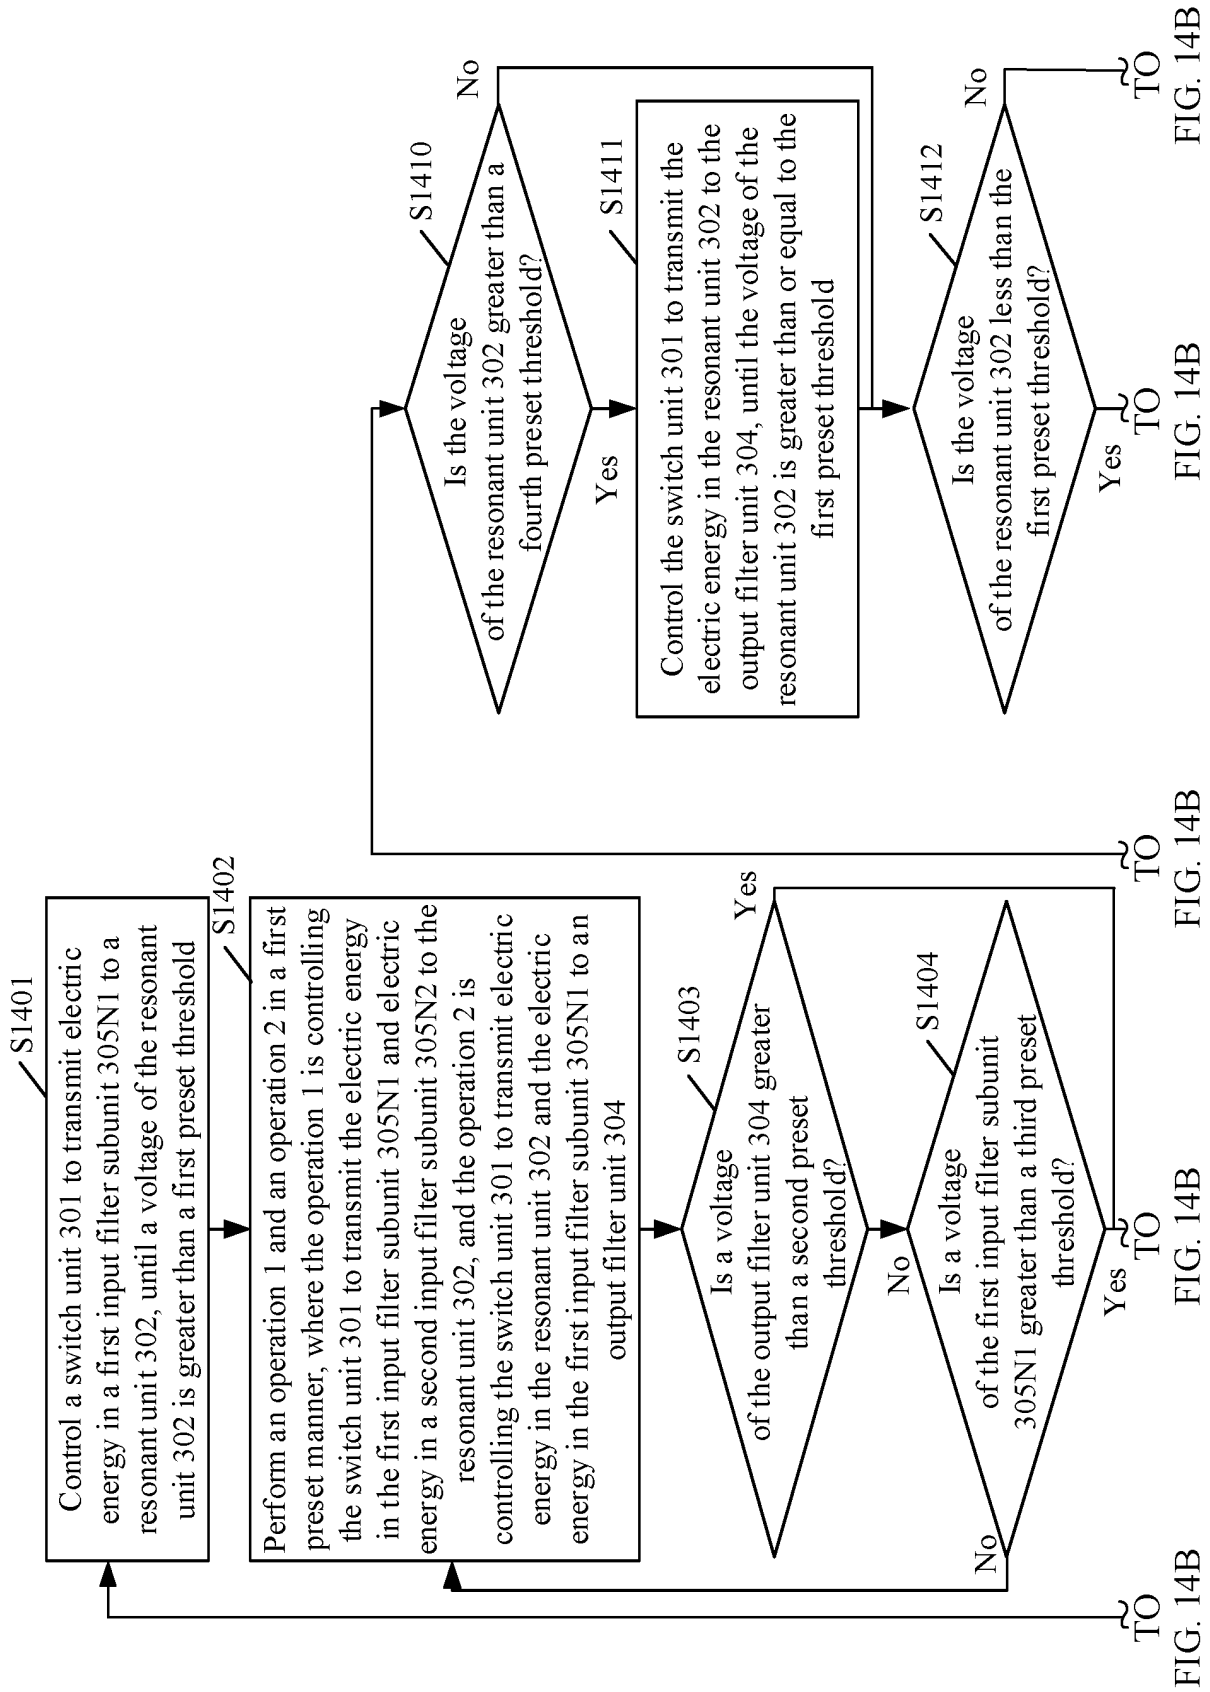 S1401
Control a switch unit 301 to transmit electric
energy in a first input filter subunit 305N1 to a
resonant unit 302, until a voltage of the resonant
unit 302 is greater than a first preset threshold
S1402
Perform an operation 1 and an operation 2 in a first
preset manner, where the operation 1 is controlling
the switch unit 301 to transmit the electric energy
in the first input filter subunit 305N1 and electric
energy in a second input filter subunit 305N2 to the
resonant unit 302, and the operation 2 is
controlling the switch unit 301 to transmit electric
energy in the resonant unit 302 and the electric
energy in the first input filter subunit 305N1 to an
output filter unit 304
S1403
Is a voltage
of the output filter unit 304 greater
than a second preset
threshold?
Yes
No
S1404
Is a voltage
of the first input filter subunit
305N1 greater than a third preset
threshold?
No
Yes
TO
FIG. 14B
TO
FIG. 14B
TO
FIG. 14B
S1410
Is the voltage
of the resonant unit 302 greater than a
fourth preset threshold?
No
Yes
S1411
Control the switch unit 301 to transmit the
electric energy in the resonant unit 302 to the
output filter unit 304, until the voltage of the
resonant unit 302 is greater than or equal to the
first preset threshold
S1412
Is the voltage
of the resonant unit 302 less than the
first preset threshold?
No
Yes
TO
FIG. 14B
TO
FIG. 14B